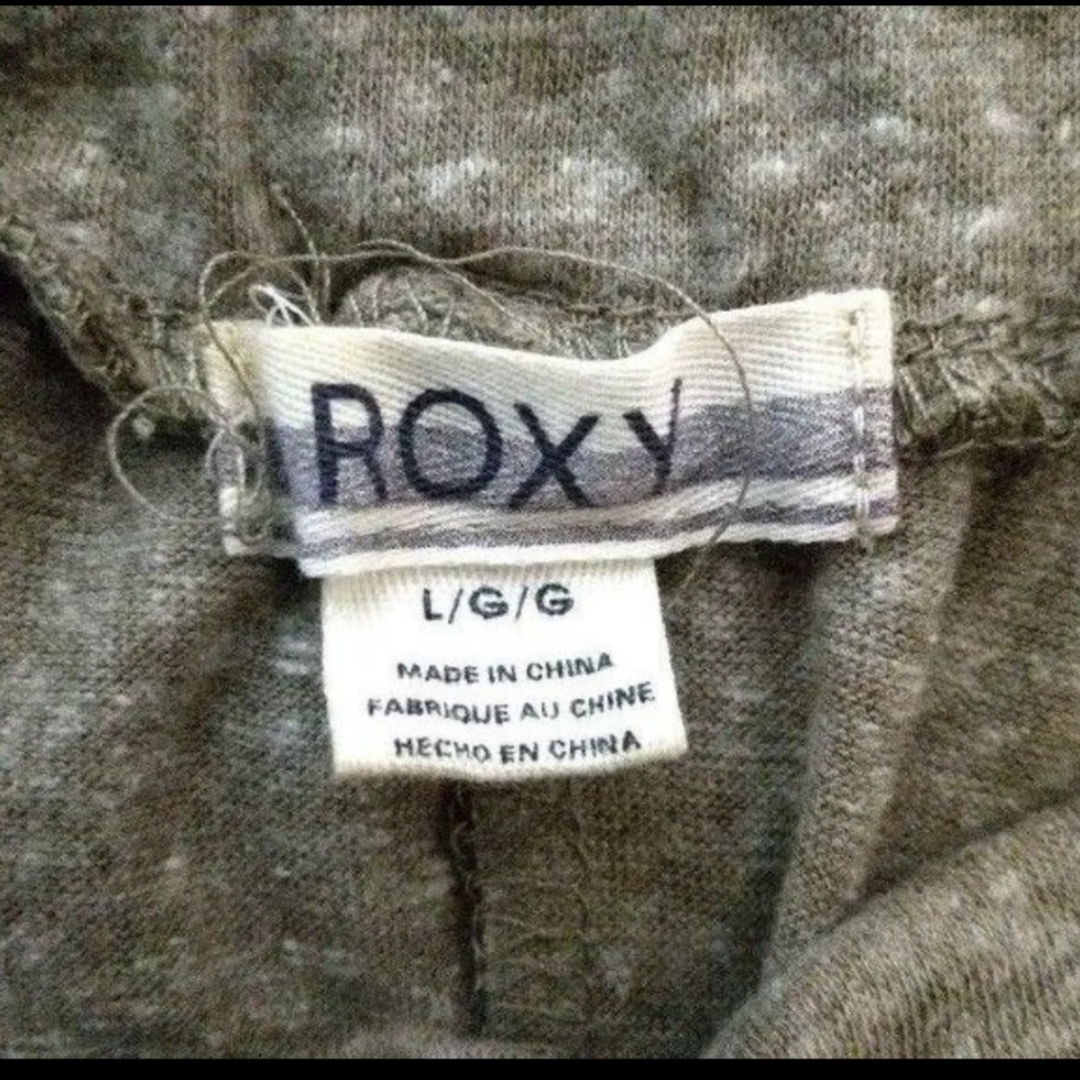 ROXY
L/G/G
MADE IN CHINA
FABRIQUE AU CHINE
HECHO EN CHINA